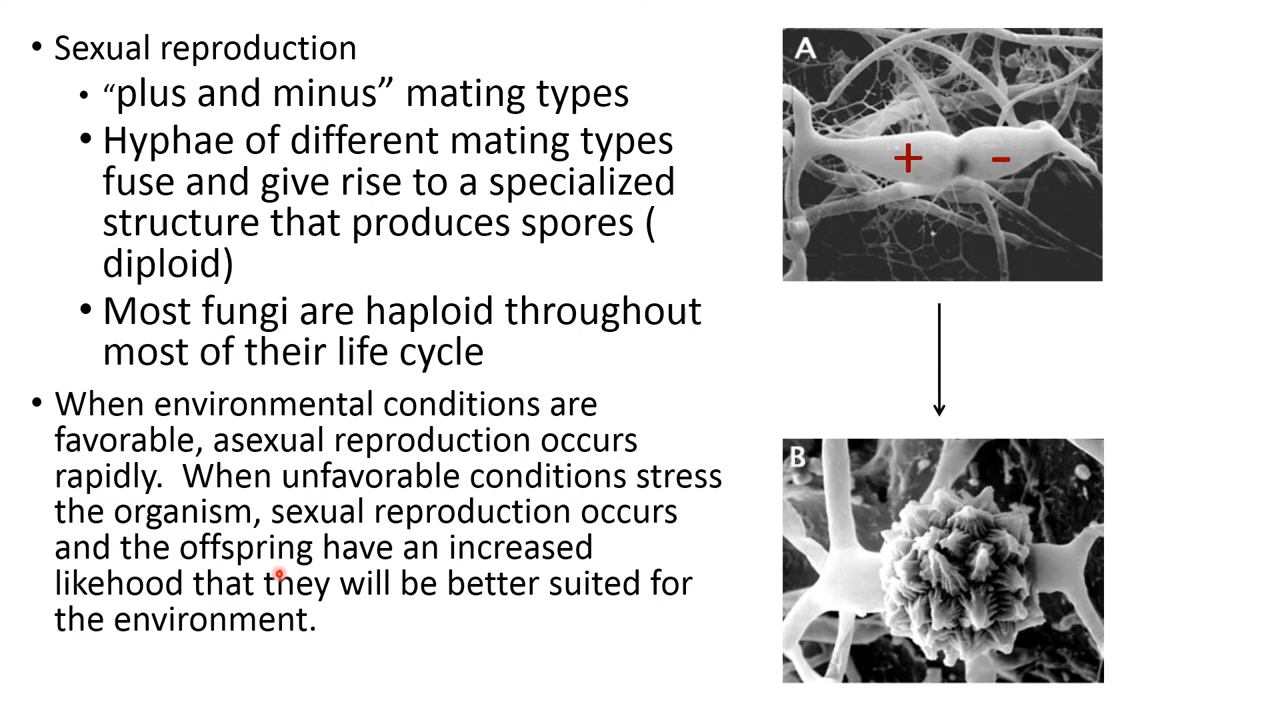 • Sexual reproduction
• “plus and minus” mating types
• Hyphae of different mating types
fuse and give rise to a specialized
structure that produces spores (
diploid)
• Most fungi are haploid throughout
most of their life cycle
• When environmental conditions are
favorable, asexual reproduction occurs
rapidly.  When unfavorable conditions stress
the organism, sexual reproduction occurs
and the offspring have an increased
likehood that they will be better suited for
the environment.
A
+ -
B